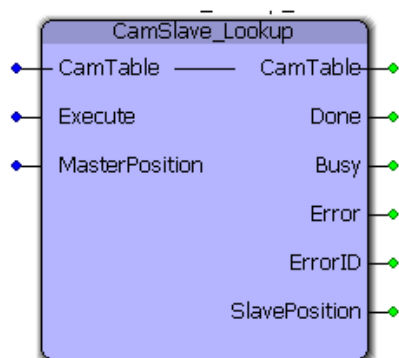 CamSlave_Lookup
CamTable CamTable
Execute Done
MasterPosition Busy
Error
ErrorID
SlavePosition